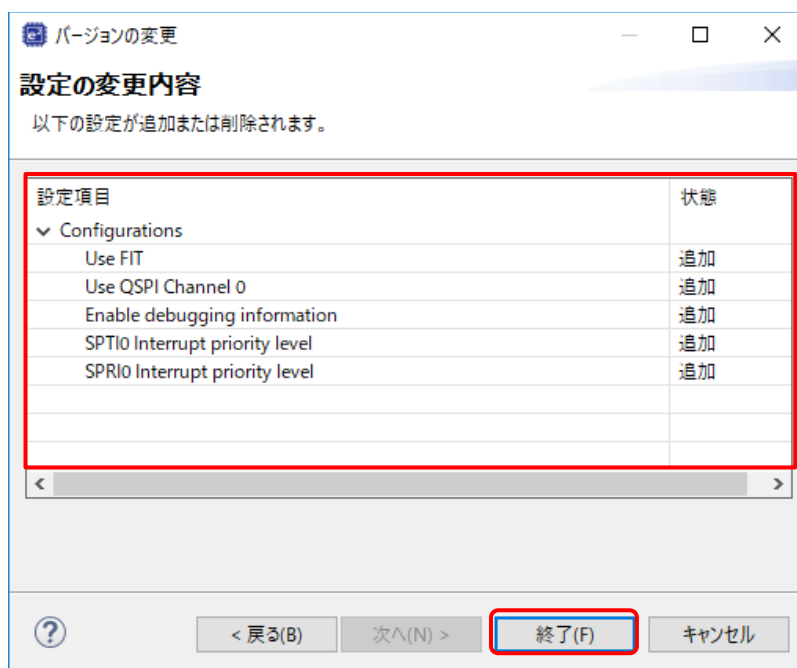 バージョンの変更
設定の変更内容
以下の設定が追加または削除されます。
設定項目 状態
Configurations
Use FIT 追加
Use QSPI Channel 0 追加
Enable debugging information 追加
SPTI0 Interrupt priority level 追加
SPRI0 Interrupt priority level 追加
< 戻る(B) 次へ(N) > 終了(F) キャンセル